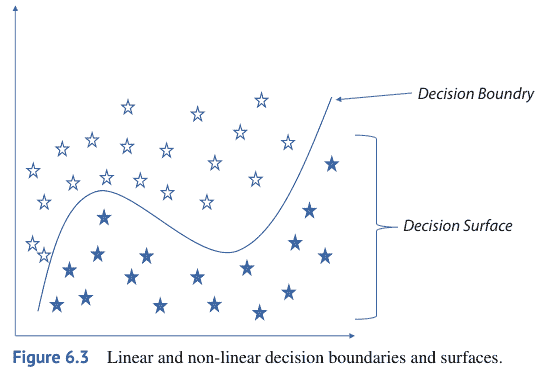 Decision Boundry
Decision Surface
Figure 6.3 Linear and non-linear decision boundaries and surfaces.